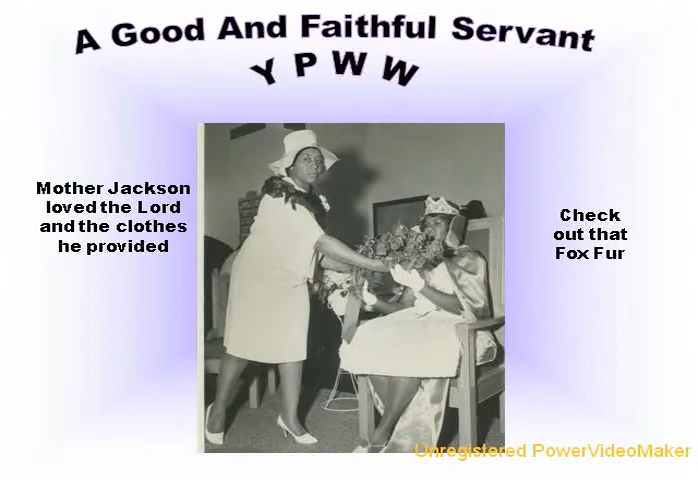 A Good And Faithful Servant
Y P W W
Mother Jackson
loved the Lord
and the clothes
he provided
Check
out that
Fox Fur
Unregistered PowerVideoMaker